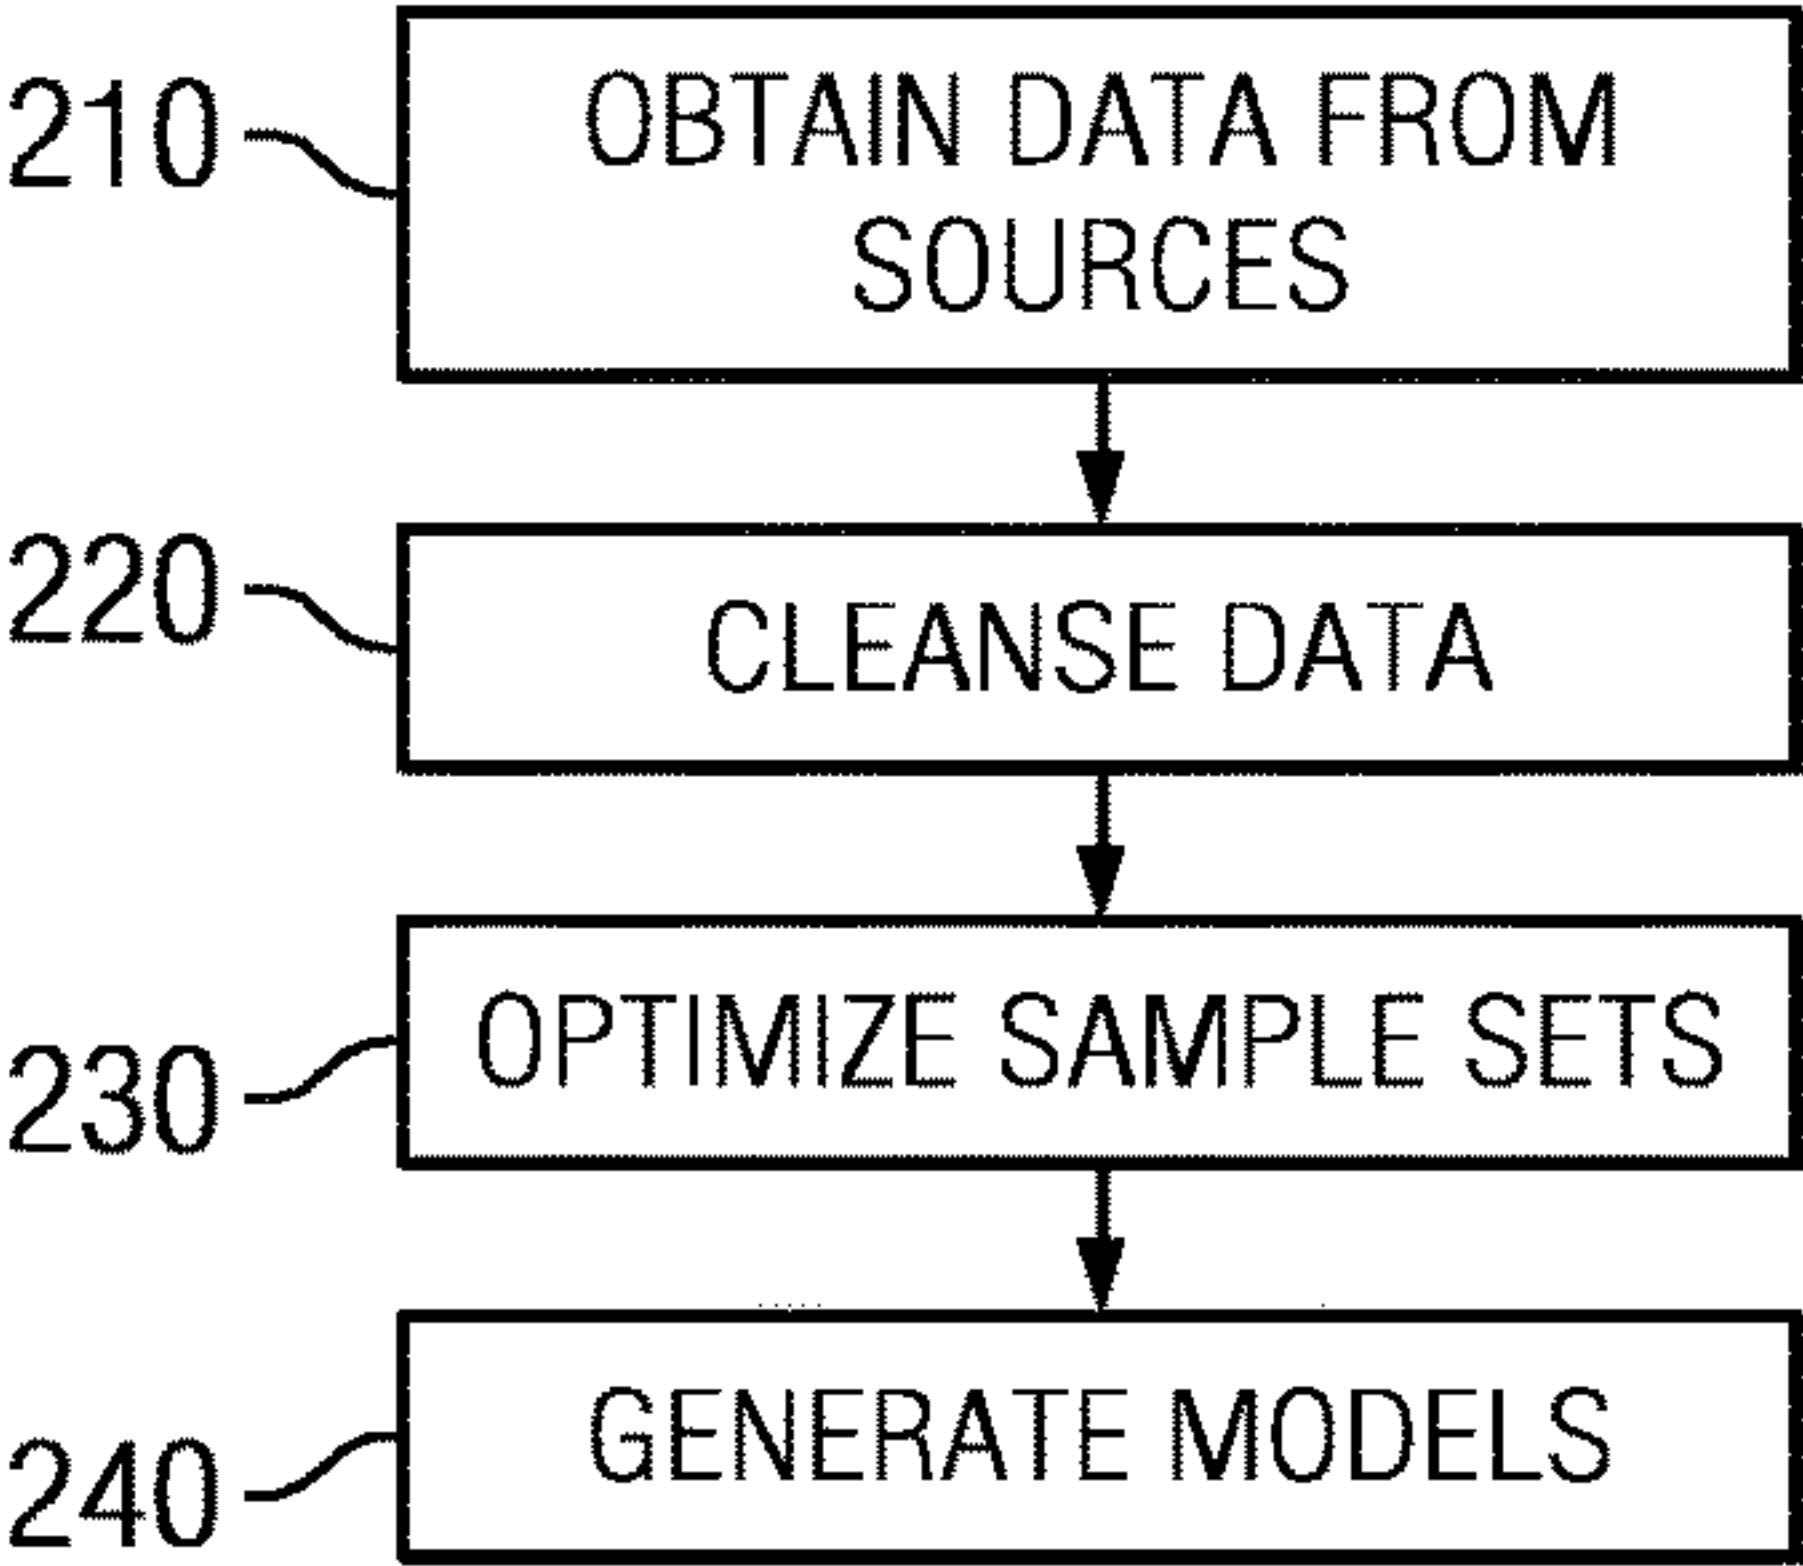 210
OBTAIN DATA FROM
SOURCES
220
CLEANSE DATA
230
OPTIMIZE SAMPLE SETS
240
GENERATE MODELS